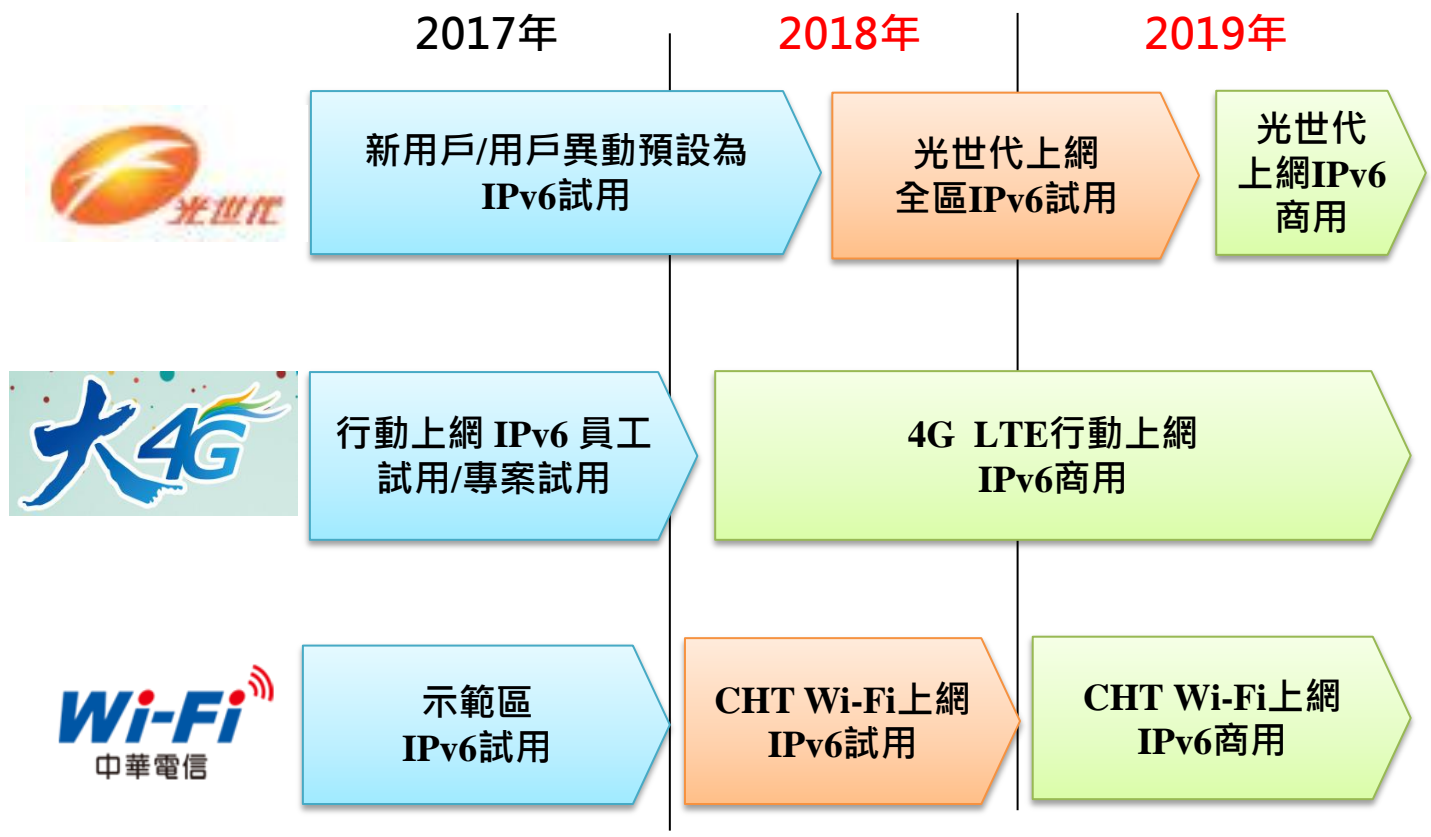 2017年
2018年
2019年
光世代
新用戶/用戶異動預設為
IPv6試用
光世代上網
全區IPv6試用
光世代
上網IPv6
商用
大4G
行動上網 IPv6 員工
試用/專案試用
4G LTE行動上網
IPv6商用
Wi-Fi
中華電信
示範區
IPv6試用
CHT Wi-Fi上網
IPv6試用
CHT Wi-Fi上網
IPv6商用